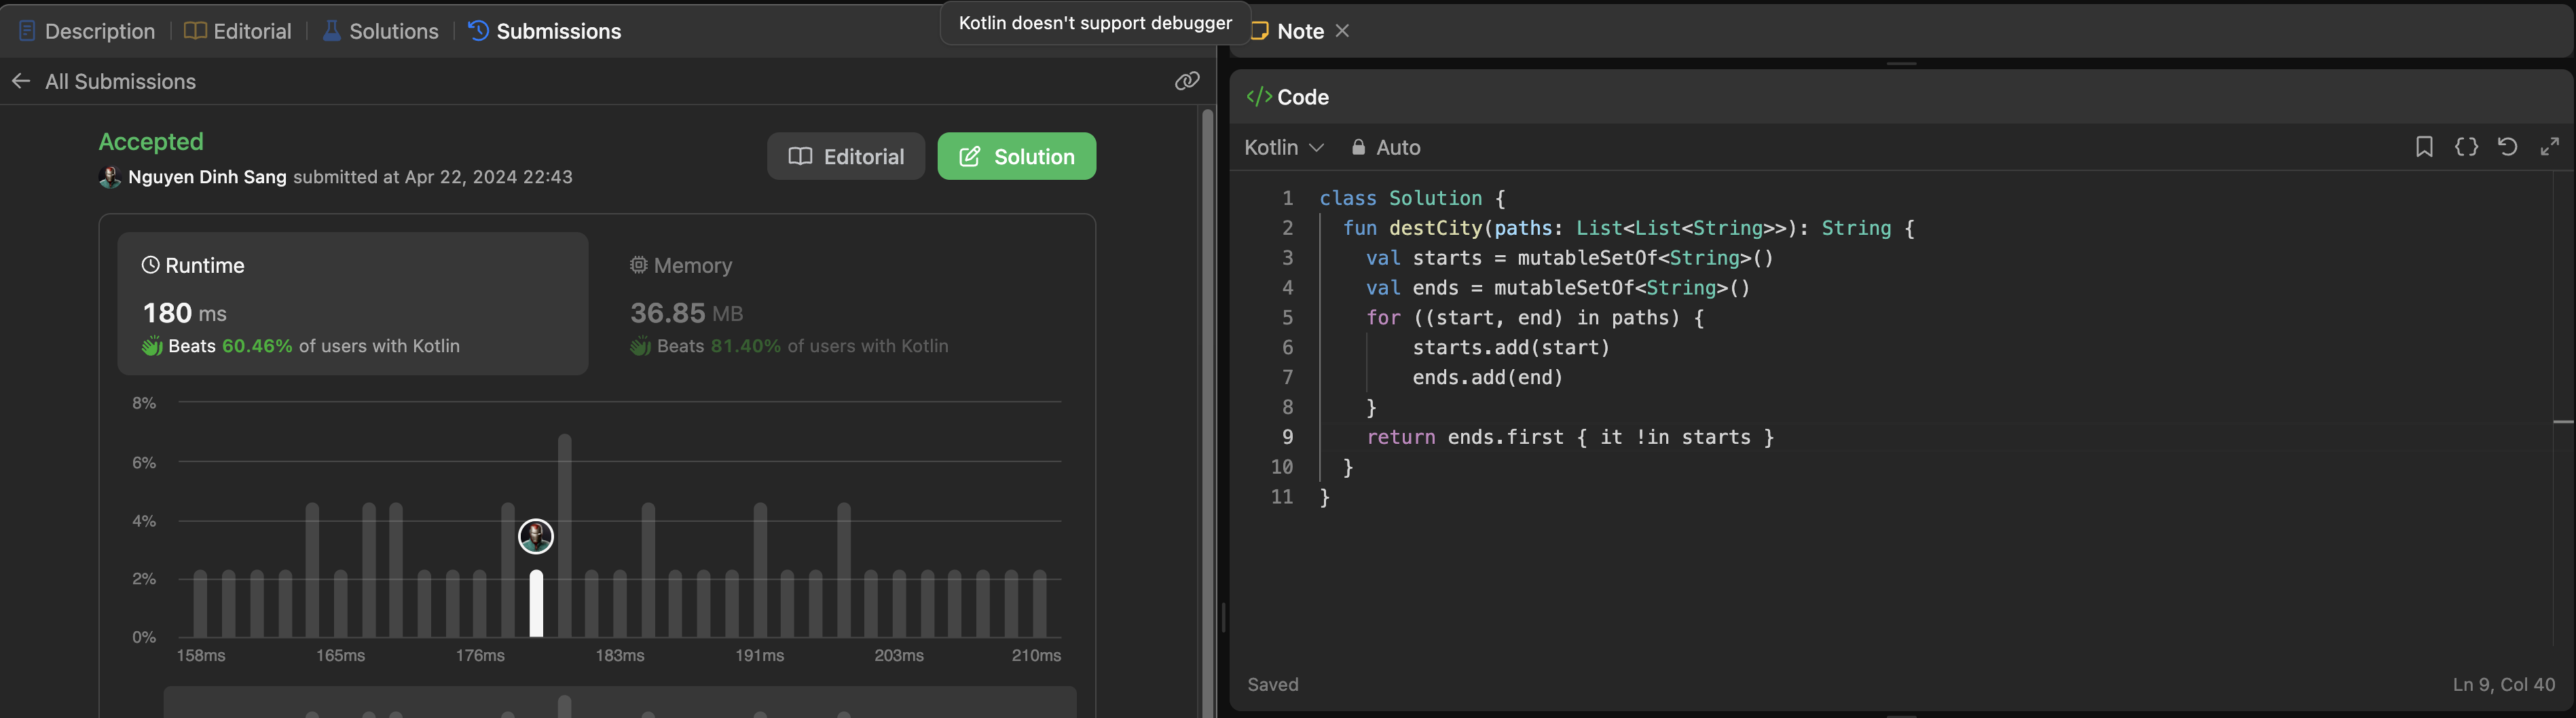 Description
Editorial
Solutions
Submissions
Kotlin doesn't support debugger
Note
All Submissions
Accepted
Nguyen Dinh Sang submitted at Apr 22, 2024 22:43
Editorial
Solution
Runtime
180 ms
Beats 60.46% of users with Kotlin
Memory
36.85 MB
Beats 81.40% of users with Kotlin
8%
6%
4%
2%
0%
158ms 165ms 176ms 183ms 191ms 203ms 210ms
</> Code
Kotlin
Auto
{}
1 class Solution {
2 fun destCity(paths: List<List<String>>): String {
3 val starts = mutableSetOf<String>()
4 val ends = mutableSetOf<String>()
5 for ((start, end) in paths) {
6 starts.add(start)
7 ends.add(end)
8 }
9 return ends.first { it !in starts }
10 }
11 }
Saved
Ln 9, Col 40